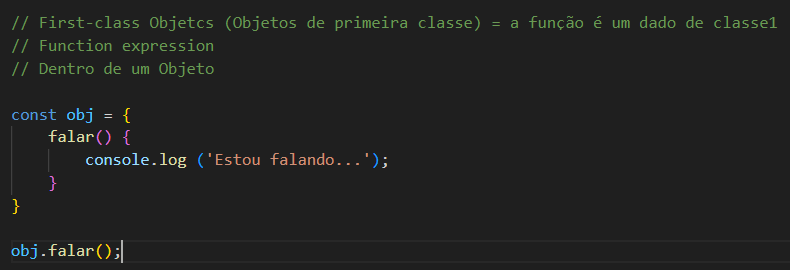 // First-class Objetcs (Objetos de primeira classe) = a função é um dado de classe1
// Function expression
// Dentro de um Objeto
const obj = {
    falar() {
        console.log ('Estou falando...');
    }
}
obj.falar();